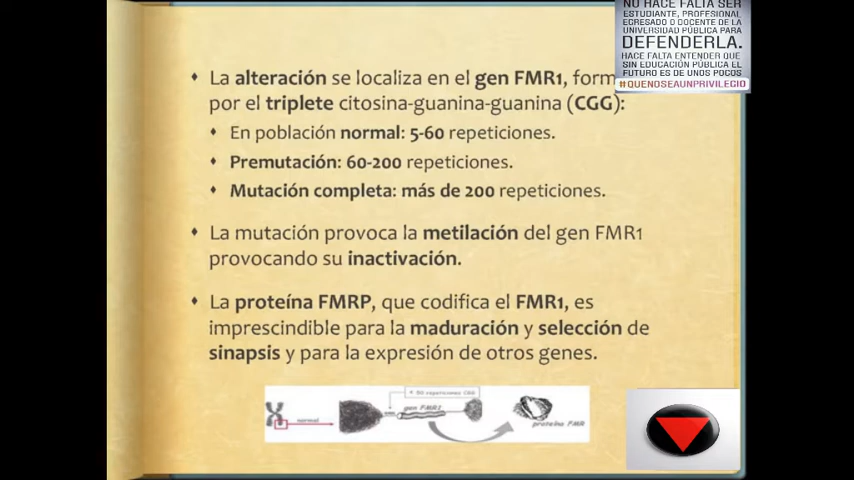 NO HACE FALTA SER
ESTUDIANTE, PROFESIONAL
EGRESADO O DOCENTE DE LA
UNIVERSIDAD PÚBLICA PARA
DEFENDERLA.
HACE FALTA ENTENDER QUE
SIN EDUCACIÓN PÚBLICA EL
FUTURO ES DE UNOS POCOS
#QUENOSEAUNPRIVILEGIO
La alteración se localiza en el gen FMR1, form
por el triplete citosina-guanina-guanina (CGG):
En población normal: 5-60 repeticiones.
Premutación: 60-200 repeticiones.
Mutación completa: más de 200 repeticiones.
La mutación provoca la metilación del gen FMR1
provocando su inactivación.
La proteína FMRP, que codifica el FMR1, es
imprescindible para la maduración y selección de
sinapsis y para la expresión de otros genes.
repeticiones CGG
normal
gen FMR1
proteína FMR